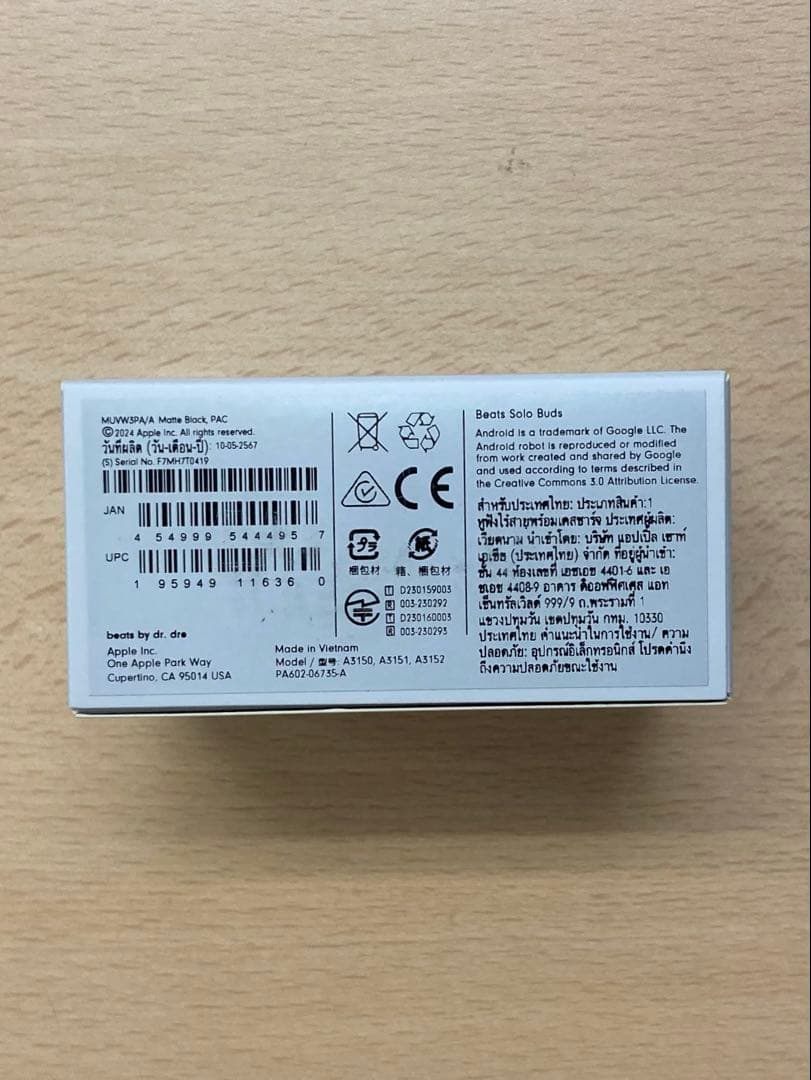 MUVW3PA/A Matte Black, PAC
©2024 Apple Inc. All rights reserved.
วันที่ผลิต (วัน-เดือน-ปี): 10-05-2567
(S) Serial No. F7MH7T0419
JAN
4 54999 544495 7
UPC
1 95949 11636 0
beats by dr. dre
Apple Inc.
One Apple Park Way
Cupertino, CA 95014 USA
Made in Vietnam
Model / 型号: A3150, A3151, A3152
PA602-06735-A
CE
プラ
紙
梱包材
箱、梱包材
T D230159003
R 003-230292
T D230160003
R 003-230293
Beats Solo Buds
Android is a trademark of Google LLC. The
Android robot is reproduced or modified
from work created and shared by Google
and used according to terms described in
the Creative Commons 3.0 Attribution License.
สำหรับประเทศไทย: ประเภทสินค้า:1
หูฟังไร้สายพร้อมเคสชาร์จ ประเทศผู้ผลิต:
เวียดนาม นำเข้าโดย: บริษัท แอปเปิ้ล เซาท์
เอเชีย (ประเทศไทย) จำกัด ที่อยู่ผู้นำเข้า:
ชั้น 44 ห้องเลขที่ เอชเอช 4401-6 และ เอ
ชเอช 4408-9 อาคาร ดิออฟฟิศเศส แอท
เซ็นทรัลเวิลด์ 999/9 ถ.พระรามที่ 1
แขวงปทุมวัน เขตปทุมวัน กทม. 10330
ประเทศไทย คำแนะนำในการใช้งาน/ ความ
ปลอดภัย: อุปกรณ์อิเล็กทรอนิกส์ โปรดคำนึง
ถึงความปลอดภัยขณะใช้งาน